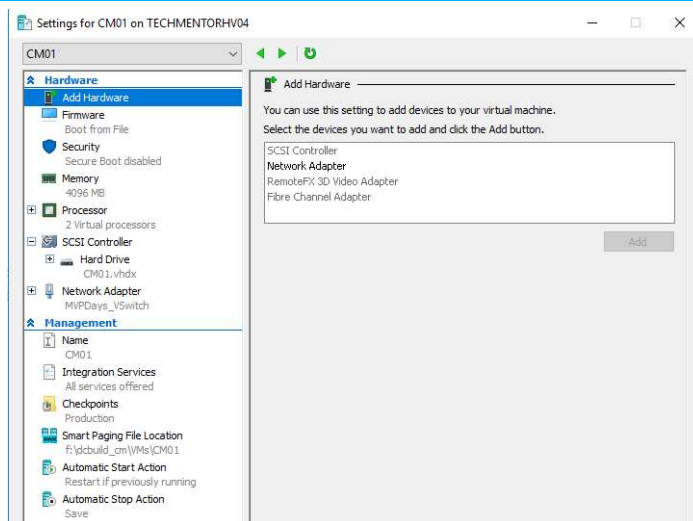 Settings for CM01 on TECHMENTORHV04
CM01
Hardware
Add Hardware
Firmware
Boot from File
Security
Secure Boot disabled
Memory
4096 MB
Processor
2 Virtual processors
SCSI Controller
Hard Drive
CM01.vhdx
Network Adapter
MVPDays_VSwitch
Management
Name
CM01
Integration Services
All services offered
Checkpoints
Production
Smart Paging File Location
f:\dcbuild_cm\VMs\CM01
Automatic Start Action
Restart if previously running
Automatic Stop Action
Save
Add Hardware
You can use this setting to add devices to your virtual machine.
Select the devices you want to add and click the Add button.
SCSI Controller
Network Adapter
RemoteFX 3D Video Adapter
Fibre Channel Adapter
Add